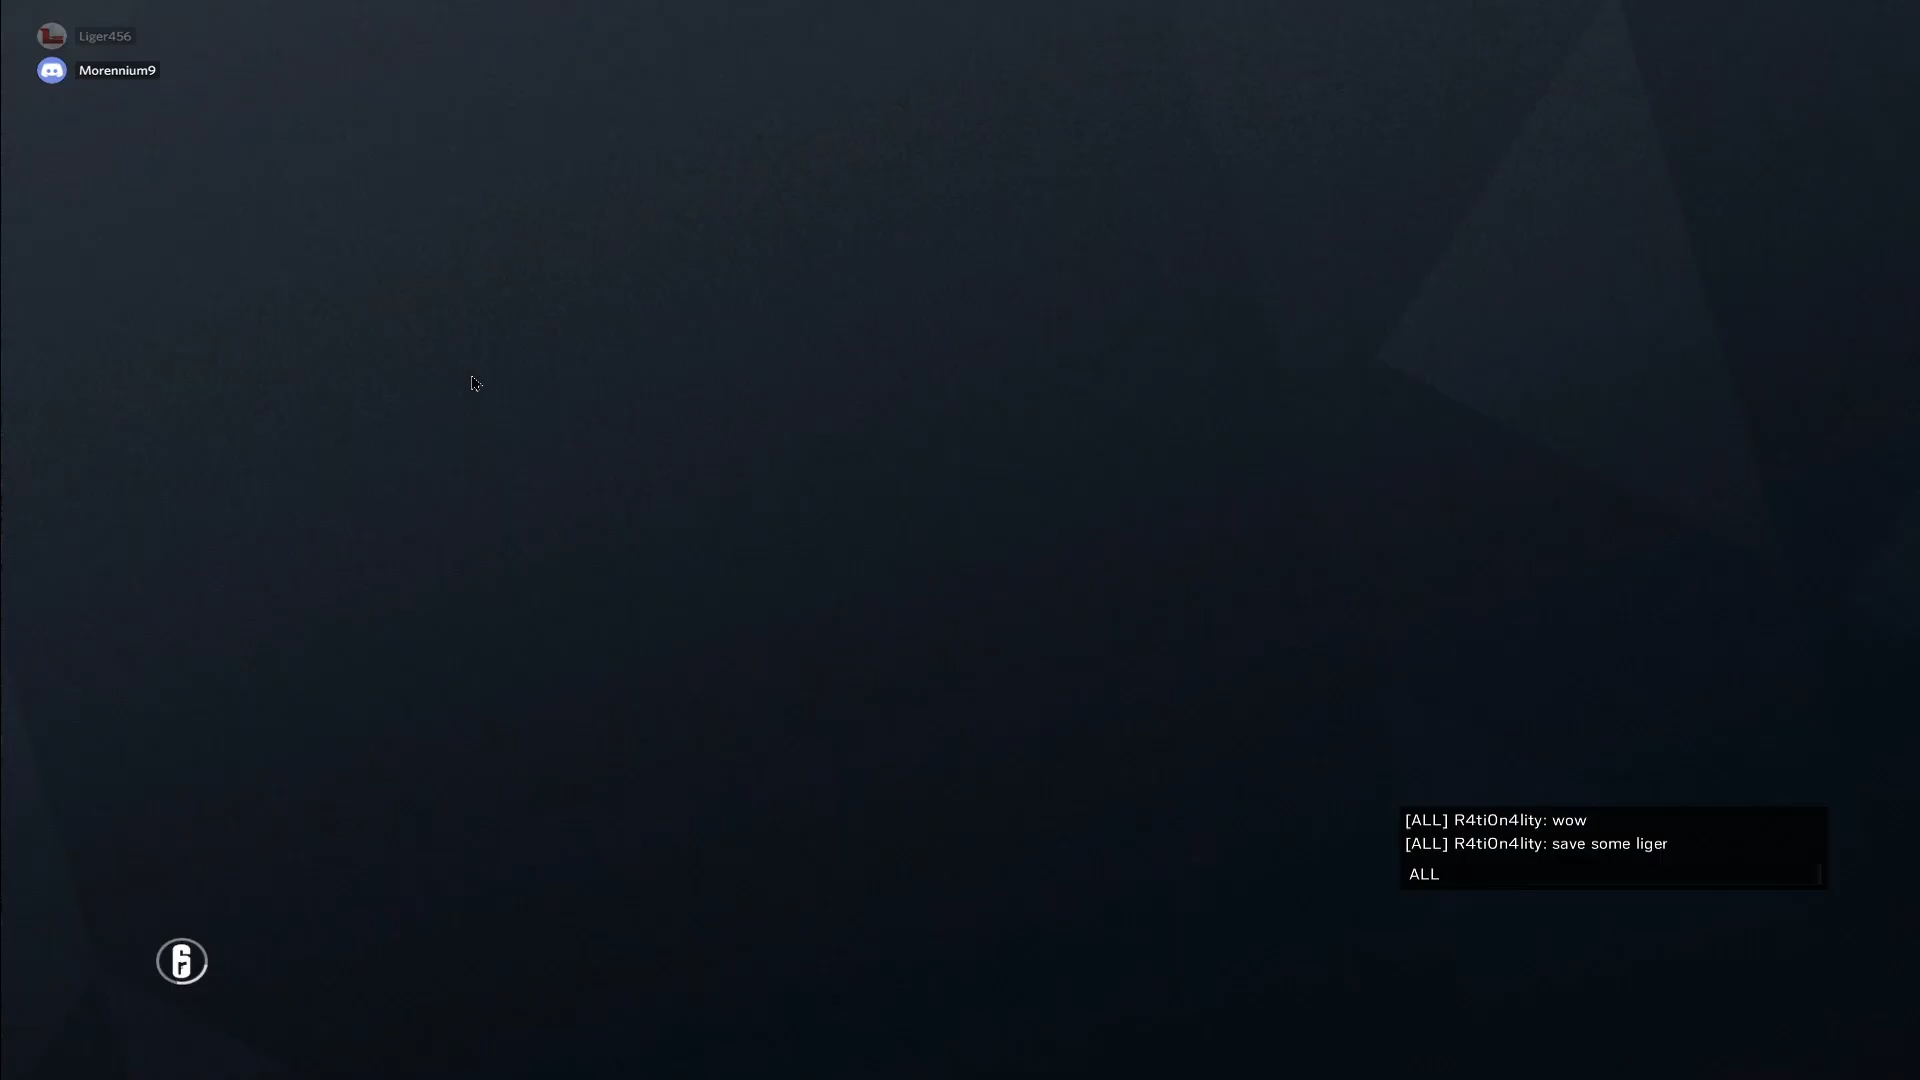 Liger456
Morennium9
[ALL] R4ti0n4lity: wow
[ALL] R4ti0n4lity: save some liger
ALL